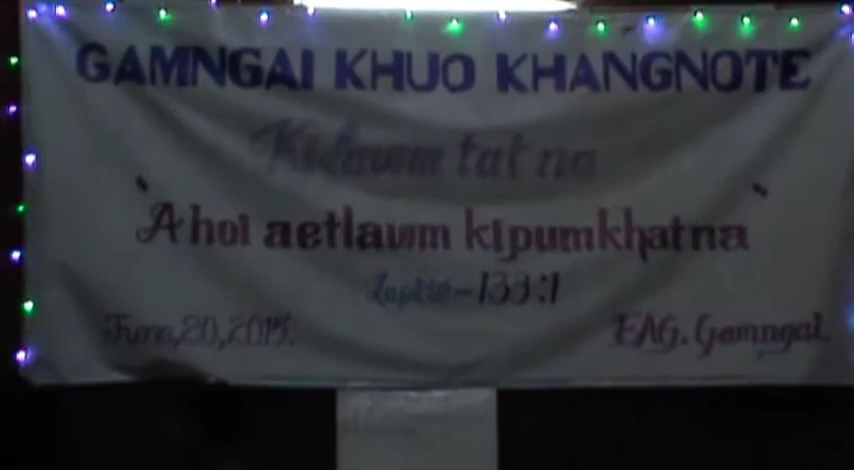 GAMNGAI KHUO KHANGNOTE
tat na
"Ahoi aetlawm kipumkhatna"
133:1
June, 20, 2015. EAG. Gamngai